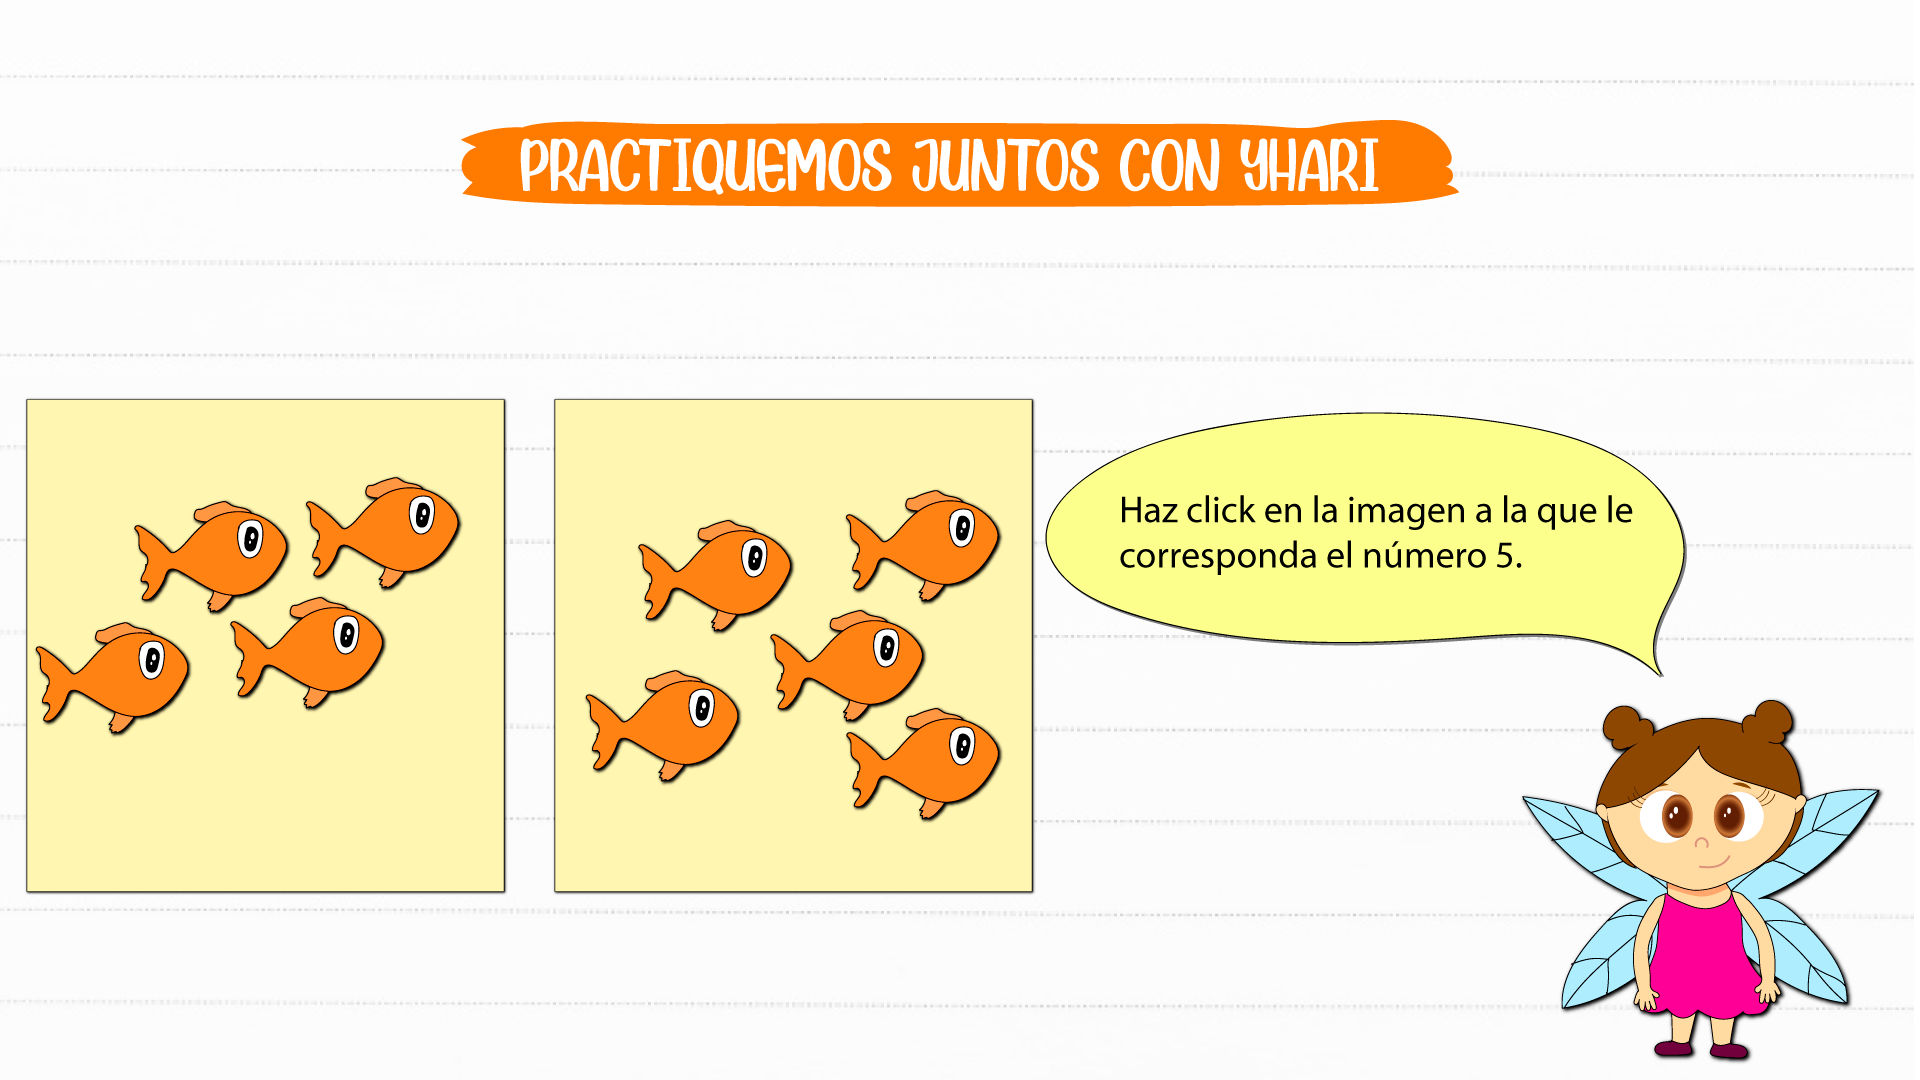 PRACTIQUEMOS JUNTOS CON YHARI
Haz click en la imagen a la que le
corresponda el número 5.